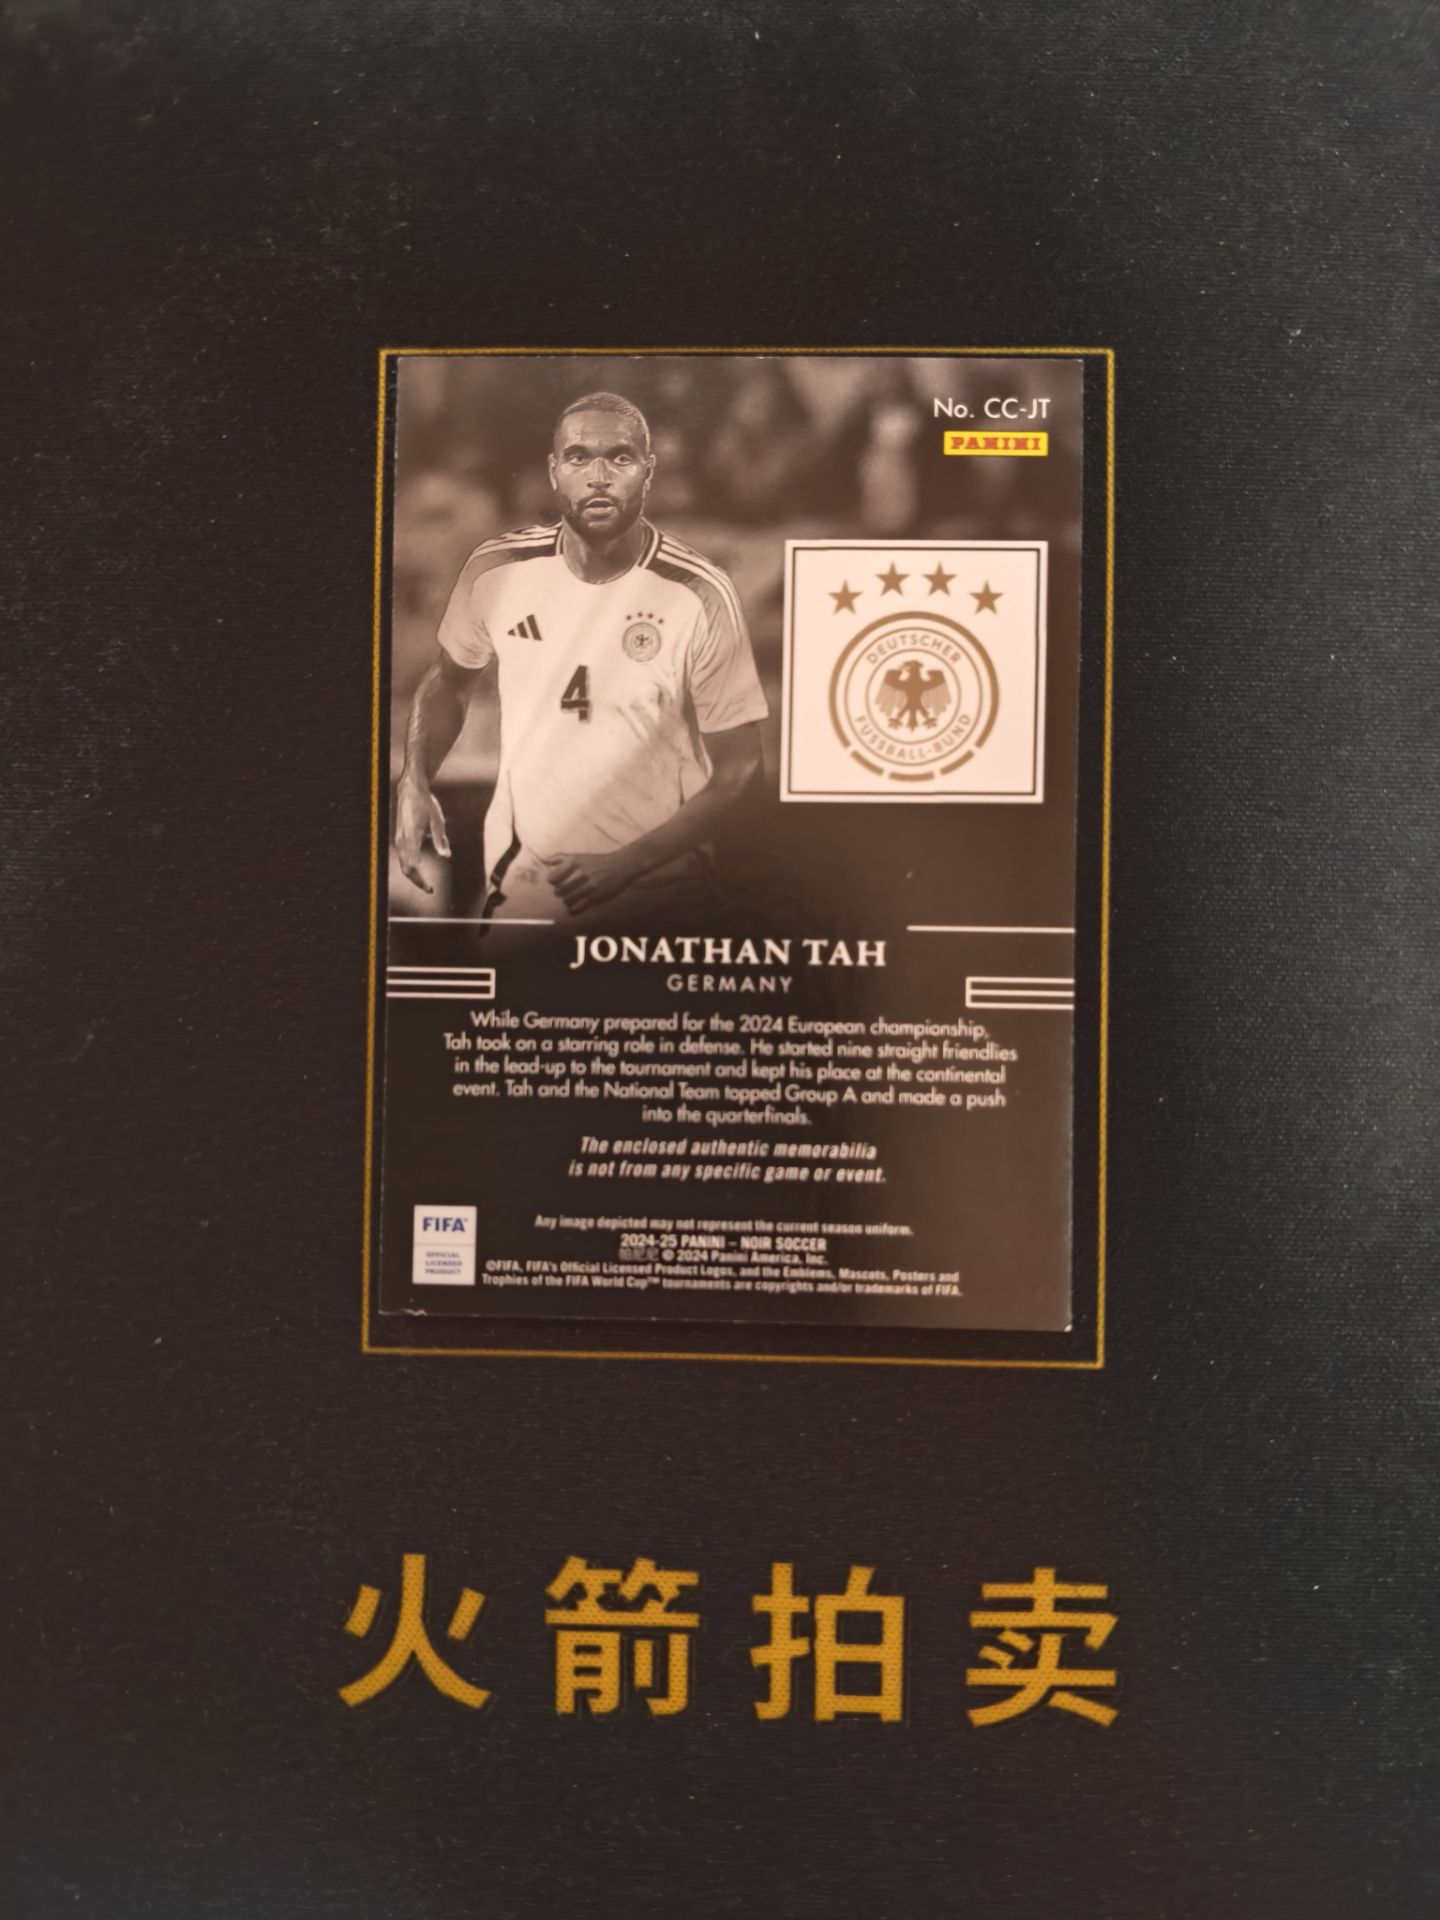 No. CC-JT
PANINI
DEUTSCHER
FUSSBALL-BUND
4
JONATHAN TAH
GERMANY
While Germany prepared for the 2024 European championship,
Tah took on a starring role in defense. He started nine straight friendlies
in the lead-up to the tournament and kept his place at the continental
event. Tah and the National Team topped Group A and made a push
into the quarterfinals.
The enclosed authentic memorabilia
is not from any specific game or event.
FIFA
OFFICIAL
LICENSED
PRODUCT
Any image depicted may not represent the current season uniform.
2024-25 PANINI – NOIR SOCCER
帕尼尼 © 2024 Panini America, Inc.
©FIFA, FIFA's Official Licensed Product Logos, and the Emblems, Mascots, Posters and
Trophies of the FIFA World Cup™ tournaments are copyrights and/or trademarks of FIFA.
火箭拍卖